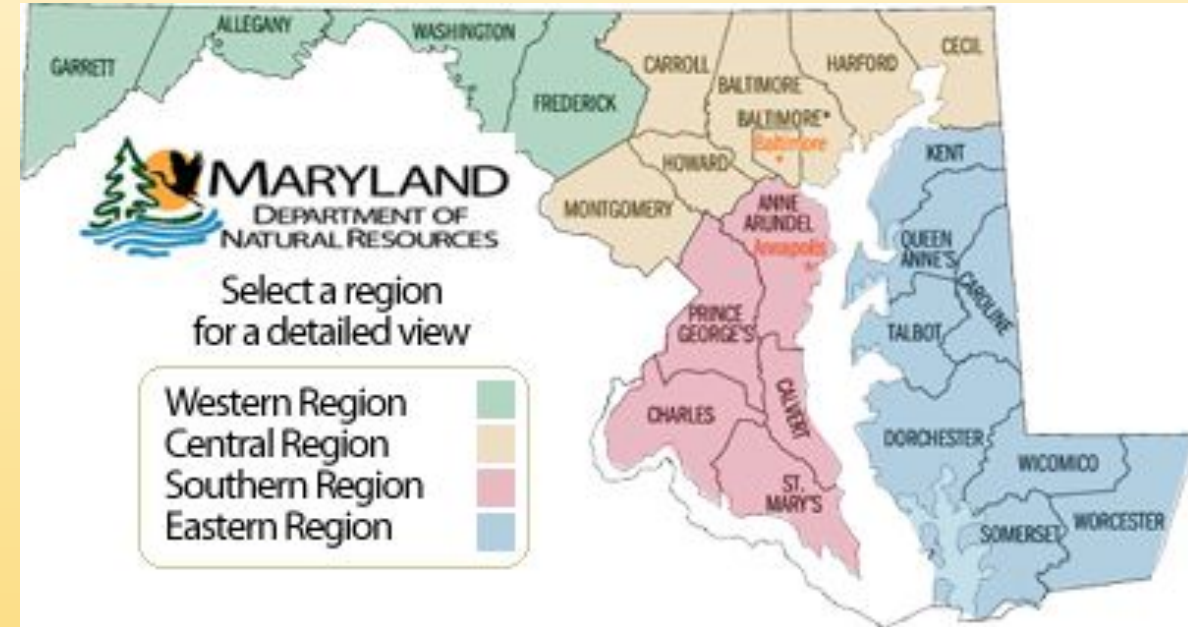 GARRETT
ALLEGANY
WASHINGTON
FREDERICK
CARROLL
BALTIMORE
HARFORD
CECIL
BALTIMORE*
Baltimore
HOWARD
MONTGOMERY
KENT
ANNE
ARUNDEL
Annapolis
QUEEN
ANNE'S
CAROLINE
PRINCE
GEORGE'S
TALBOT
CHARLES
CALVERT
ST.
MARY'S
DORCHESTER
WICOMICO
SOMERSET
WORCESTER
MARYLAND
DEPARTMENT OF
NATURAL RESOURCES
Select a region
for a detailed view
Western Region
Central Region
Southern Region
Eastern Region